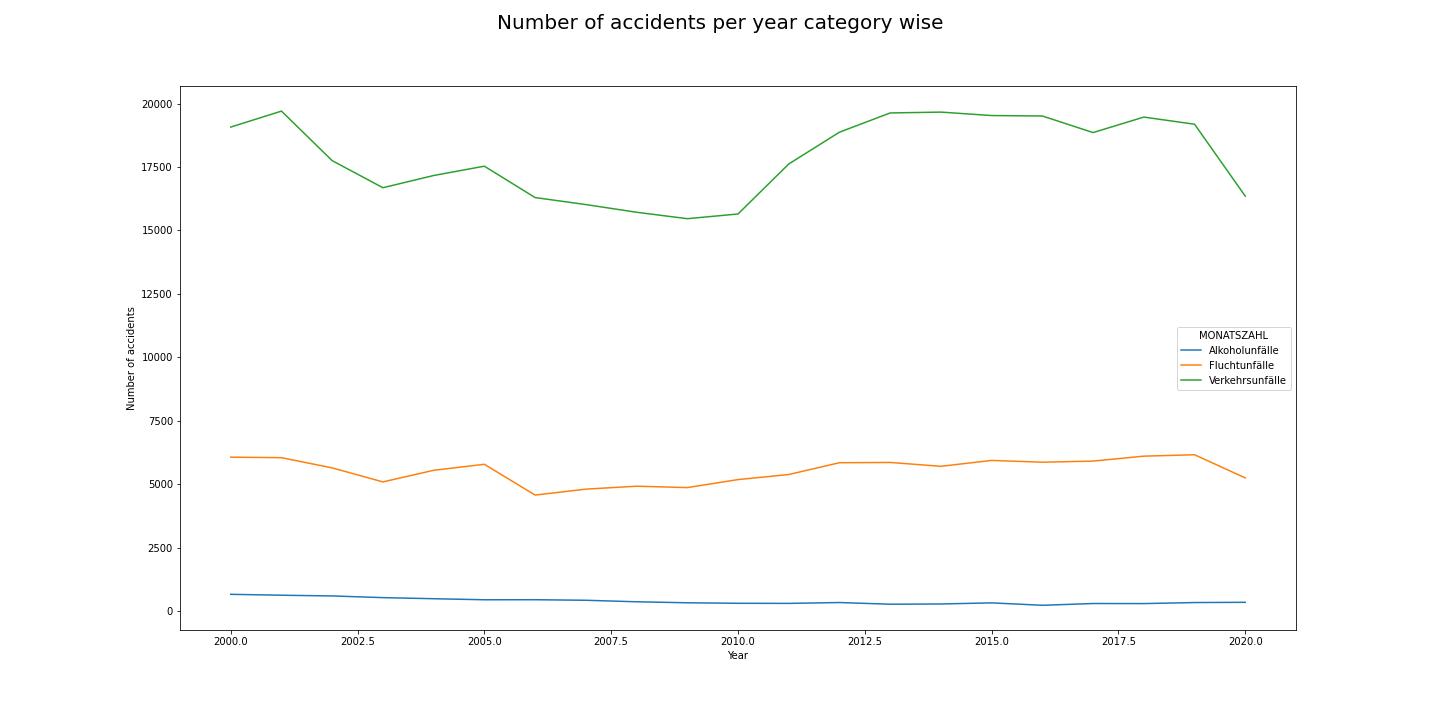 Number of accidents per year category wise
20000
17500
15000
12500
10000
7500
5000
2500
0
Number of accidents
MONATSZAHL
Alkoholunfälle
Fluchtunfälle
Verkehrsunfälle
2000.0 2002.5 2005.0 2007.5 2010.0 2012.5 2015.0 2017.5 2020.0
Year